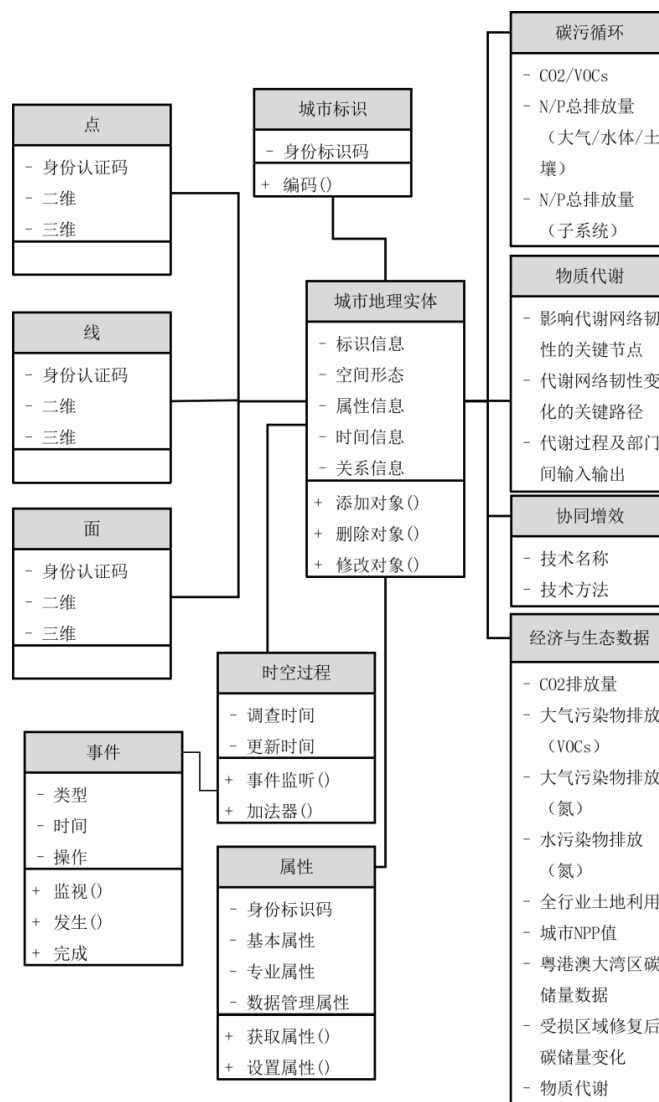 点
- 身份认证码
- 二维
- 三维
线
- 身份认证码
- 二维
- 三维
面
- 身份认证码
- 二维
- 三维
城市标识
- 身份标识码
+ 编码()
城市地理实体
- 标识信息
- 空间形态
- 属性信息
- 时间信息
- 关系信息
+ 添加对象()
+ 删除对象()
+ 修改对象()
时空过程
- 调查时间
- 更新时间
+ 事件监听()
+ 加法器()
事件
- 类型
- 时间
- 操作
+ 监视()
+ 发生()
+ 完成
属性
- 身份标识码
- 基本属性
- 专业属性
- 数据管理属性
+ 获取属性()
+ 设置属性()
碳污循环
- CO2/VOCs
- N/P总排放量
（大气/水体/土
壤）
- N/P总排放量
（子系统）
物质代谢
- 影响代谢网络韧
性的关键节点
- 代谢网络韧性变
化的关键路径
- 代谢过程及部门
间输入输出
协同增效
- 技术名称
- 技术方法
经济与生态数据
- CO2排放量
- 大气污染物排放
（VOCs）
- 大气污染物排放
（氮）
- 水污染物排放
（氮）
- 全行业土地利用
- 城市NPP值
- 粤港澳大湾区碳
储量数据
- 受损区域修复后
碳储量变化
- 物质代谢